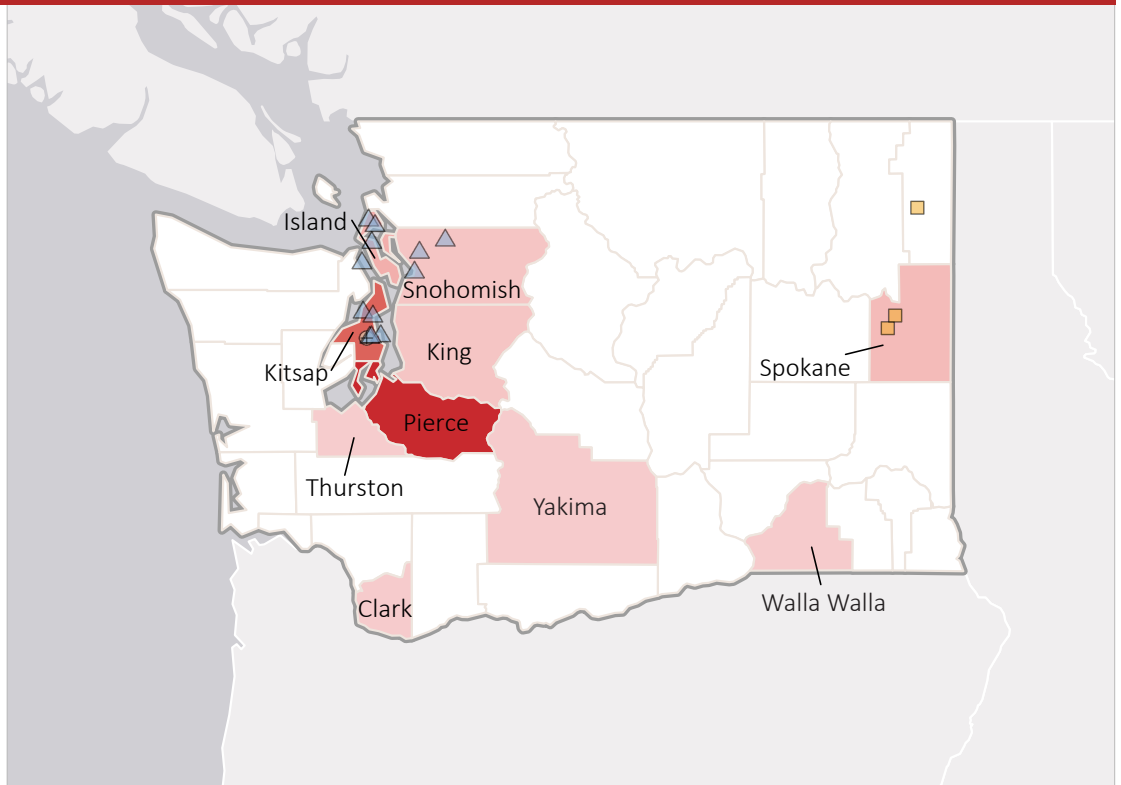 Island
Snohomish
King
Kitsap
Spokane
Pierce
Thurston
Yakima
Clark
Walla Walla